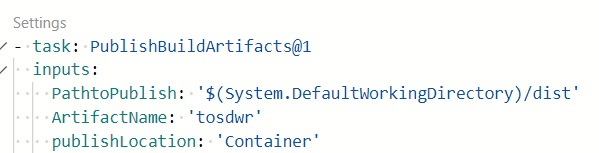 Settings
- task: PublishBuildArtifacts@1
  inputs:
    PathtoPublish: '$(System.DefaultWorkingDirectory)/dist'
    ArtifactName: 'tosdwr'
    publishLocation: 'Container'